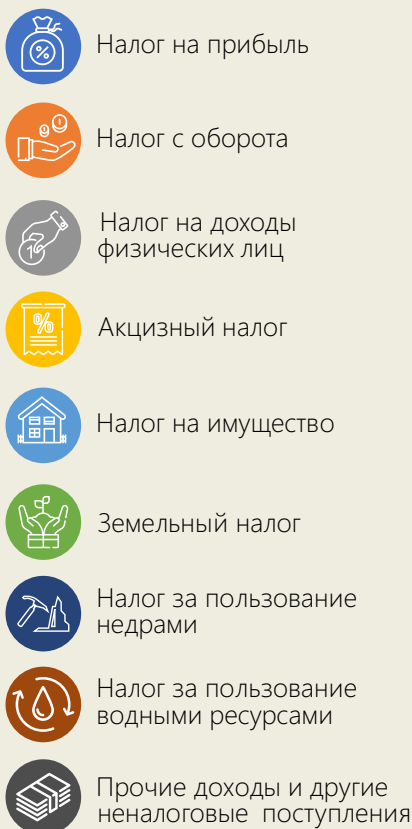 Налог на прибыль
Налог с оборота
Налог на доходы
физических лиц
Акцизный налог
Налог на имущество
Земельный налог
Налог за пользование
недрами
Налог за пользование
водными ресурсами
Прочие доходы и другие
неналоговые поступления